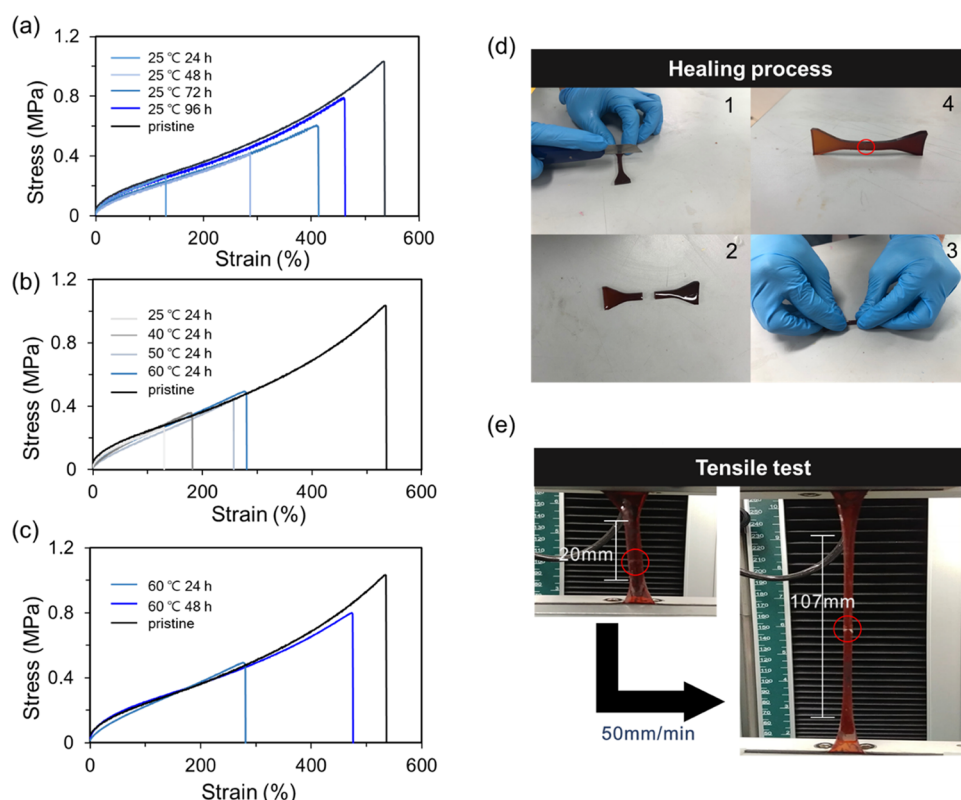 (a)
1.2
0.8
0.4
0
Stress (MPa)
25 ℃ 24 h
25 ℃ 48 h
25 ℃ 72 h
25 ℃ 96 h
pristine
0
200
400
600
Strain (%)
(b)
1.2
0.8
0.4
0
Stress (MPa)
25 ℃ 24 h
40 ℃ 24 h
50 ℃ 24 h
60 ℃ 24 h
pristine
0
200
400
600
Strain (%)
(c)
1.2
0.8
0.4
0
Stress (MPa)
60 ℃ 24 h
60 ℃ 48 h
pristine
0
200
400
600
Strain (%)
(d)
Healing process
1
4
2
3
(e)
Tensile test
20mm
107mm
50mm/min